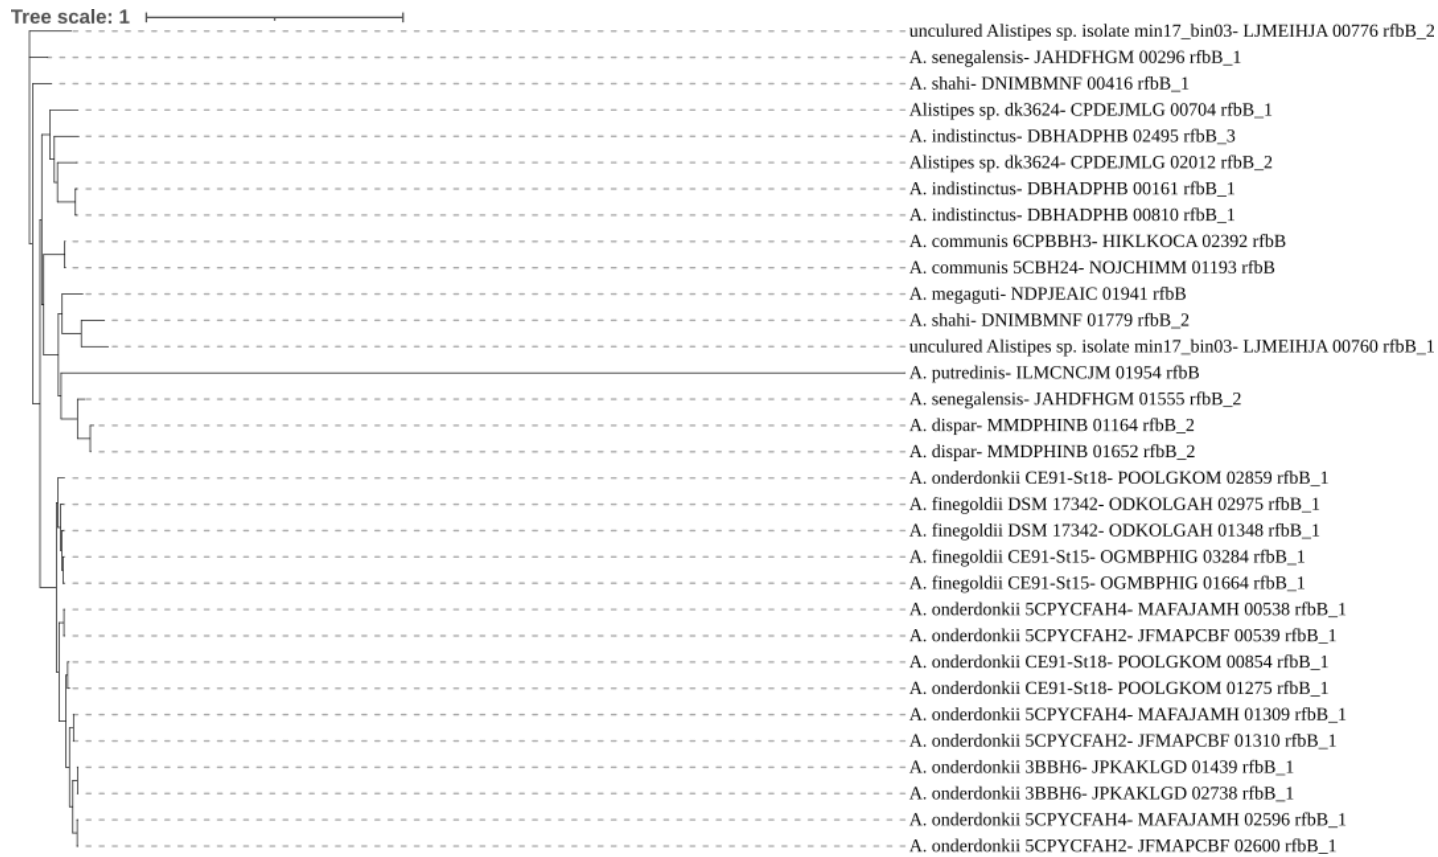 Tree scale: 1
unculured Alistipes sp. isolate min17_bin03- LJMEIHJA 00776 rfbB_2
A. senegalensis- JAHDFHGM 00296 rfbB_1
A. shahi- DNIMBMNF 00416 rfbB_1
Alistipes sp. dk3624- CPDEJMLG 00704 rfbB_1
A. indistinctus- DBHADPHB 02495 rfbB_3
Alistipes sp. dk3624- CPDEJMLG 02012 rfbB_2
A. indistinctus- DBHADPHB 00161 rfbB_1
A. indistinctus- DBHADPHB 00810 rfbB_1
A. communis 6CPBBH3- HIKLKOCA 02392 rfbB
A. communis 5CBH24- NOJCHIMM 01193 rfbB
A. megaguti- NDPJEAIC 01941 rfbB
A. shahi- DNIMBMNF 01779 rfbB_2
unculured Alistipes sp. isolate min17_bin03- LJMEIHJA 00760 rfbB_1
A. putredinis- ILMCNCJM 01954 rfbB
A. senegalensis- JAHDFHGM 01555 rfbB_2
A. dispar- MMDPHINB 01164 rfbB_2
A. dispar- MMDPHINB 01652 rfbB_2
A. onderdonkii CE91-St18- POOLGKOM 02859 rfbB_1
A. finegoldii DSM 17342- ODKOLGAH 02975 rfbB_1
A. finegoldii DSM 17342- ODKOLGAH 01348 rfbB_1
A. finegoldii CE91-St15- OGMBPHIG 03284 rfbB_1
A. finegoldii CE91-St15- OGMBPHIG 01664 rfbB_1
A. onderdonkii 5CPYCFAH4- MAFAJAMH 00538 rfbB_1
A. onderdonkii 5CPYCFAH2- JFMAPCBF 00539 rfbB_1
A. onderdonkii CE91-St18- POOLGKOM 00854 rfbB_1
A. onderdonkii CE91-St18- POOLGKOM 01275 rfbB_1
A. onderdonkii 5CPYCFAH4- MAFAJAMH 01309 rfbB_1
A. onderdonkii 5CPYCFAH2- JFMAPCBF 01310 rfbB_1
A. onderdonkii 3BBH6- JPKAKLGD 01439 rfbB_1
A. onderdonkii 3BBH6- JPKAKLGD 02738 rfbB_1
A. onderdonkii 5CPYCFAH4- MAFAJAMH 02596 rfbB_1
A. onderdonkii 5CPYCFAH2- JFMAPCBF 02600 rfbB_1